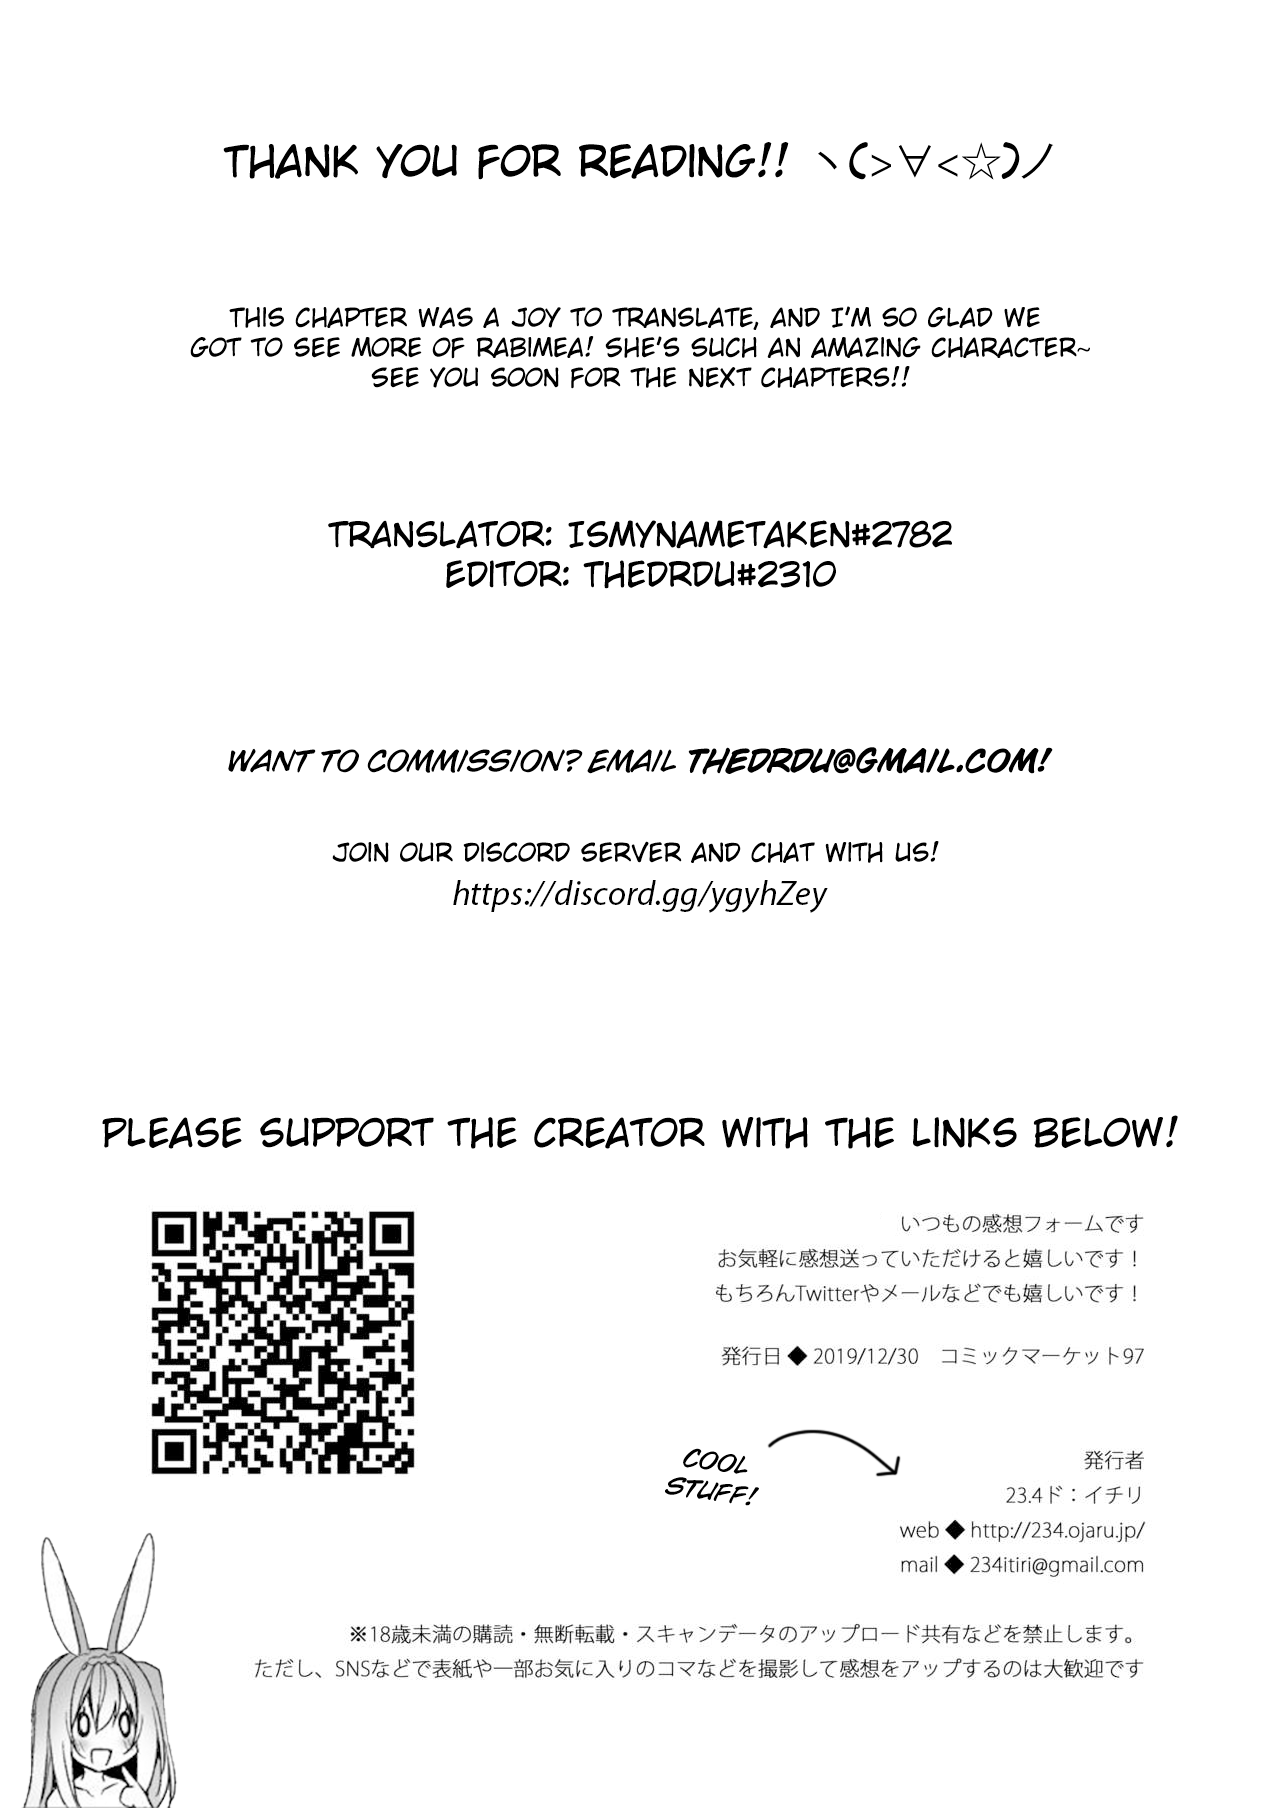 THANK YOU FOR READING!! ヽ(>∀<☆)ノ
THIS CHAPTER WAS A JOY TO TRANSLATE, AND I'M SO GLAD WE
GOT TO SEE MORE OF RABIMEA! SHE'S SUCH AN AMAZING CHARACTER~
SEE YOU SOON FOR THE NEXT CHAPTERS!!
TRANSLATOR: ISMYNAMETAKEN#2782
EDITOR: THEDRDU#2310
WANT TO COMMISSION? EMAIL THEDRDU@GMAIL.COM!
JOIN OUR DISCORD SERVER AND CHAT WITH US!
https://discord.gg/ygyhZey
PLEASE SUPPORT THE CREATOR WITH THE LINKS BELOW!
いつもの感想フォームです
お気軽に感想送っていただけると嬉しいです！
もちろんTwitterやメールなどでも嬉しいです！
発行日 ◆ 2019/12/30　コミックマーケット97
COOL
STUFF!
発行者
23.4ド：イチリ
web ◆ http://234.ojaru.jp/
mail ◆ 234itiri@gmail.com
※18歳未満の購読・無断転載・スキャンデータのアップロード共有などを禁止します。
ただし、SNSなどで表紙や一部お気に入りのコマなどを撮影して感想をアップするのは大歓迎です